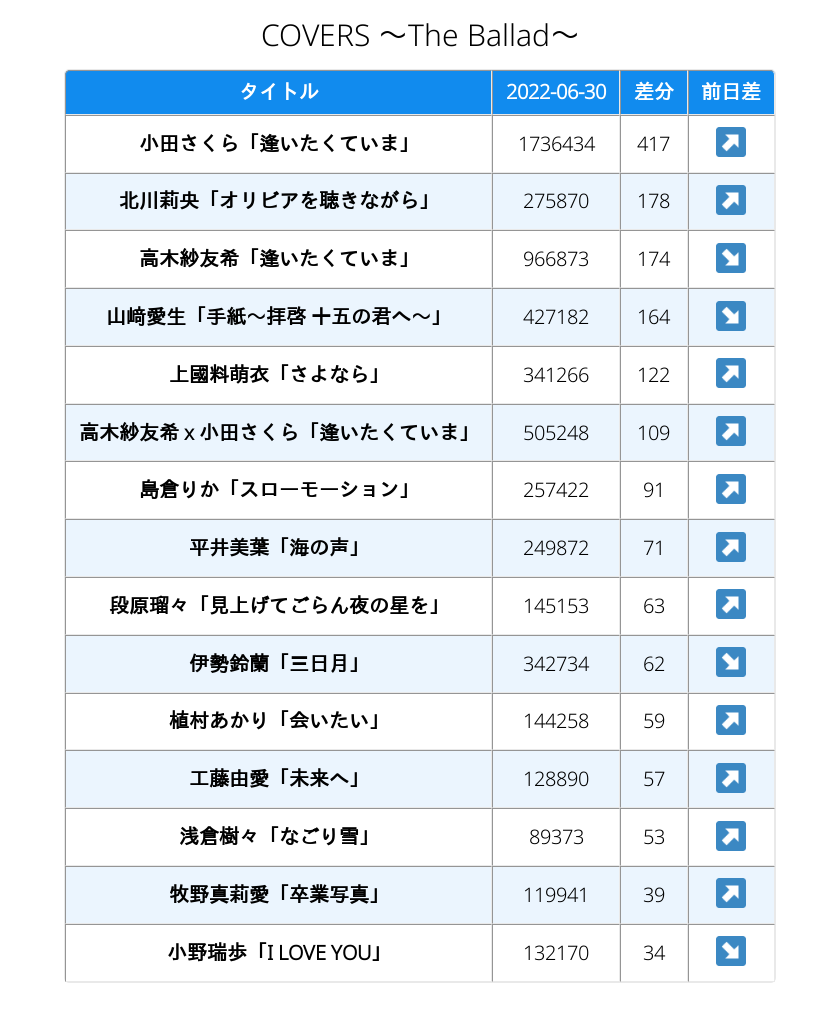 COVERS ～The Ballad～
タイトル 2022-06-30 差分 前日差
小田さくら「逢いたくていま」 1736434 417 ↗
北川莉央「オリビアを聴きながら」 275870 178 ↗
高木紗友希「逢いたくていま」 966873 174 ↘
山﨑愛生「手紙～拝啓 十五の君へ～」 427182 164 ↘
上國料萌衣「さよなら」 341266 122 ↗
高木紗友希 x 小田さくら「逢いたくていま」 505248 109 ↗
島倉りか「スローモーション」 257422 91 ↗
平井美葉「海の声」 249872 71 ↗
段原瑠々「見上げてごらん夜の星を」 145153 63 ↗
伊勢鈴蘭「三日月」 342734 62 ↘
植村あかり「会いたい」 144258 59 ↗
工藤由愛「未来へ」 128890 57 ↗
浅倉樹々「なごり雪」 89373 53 ↗
牧野真莉愛「卒業写真」 119941 39 ↗
小野瑞歩「I LOVE YOU」 132170 34 ↘